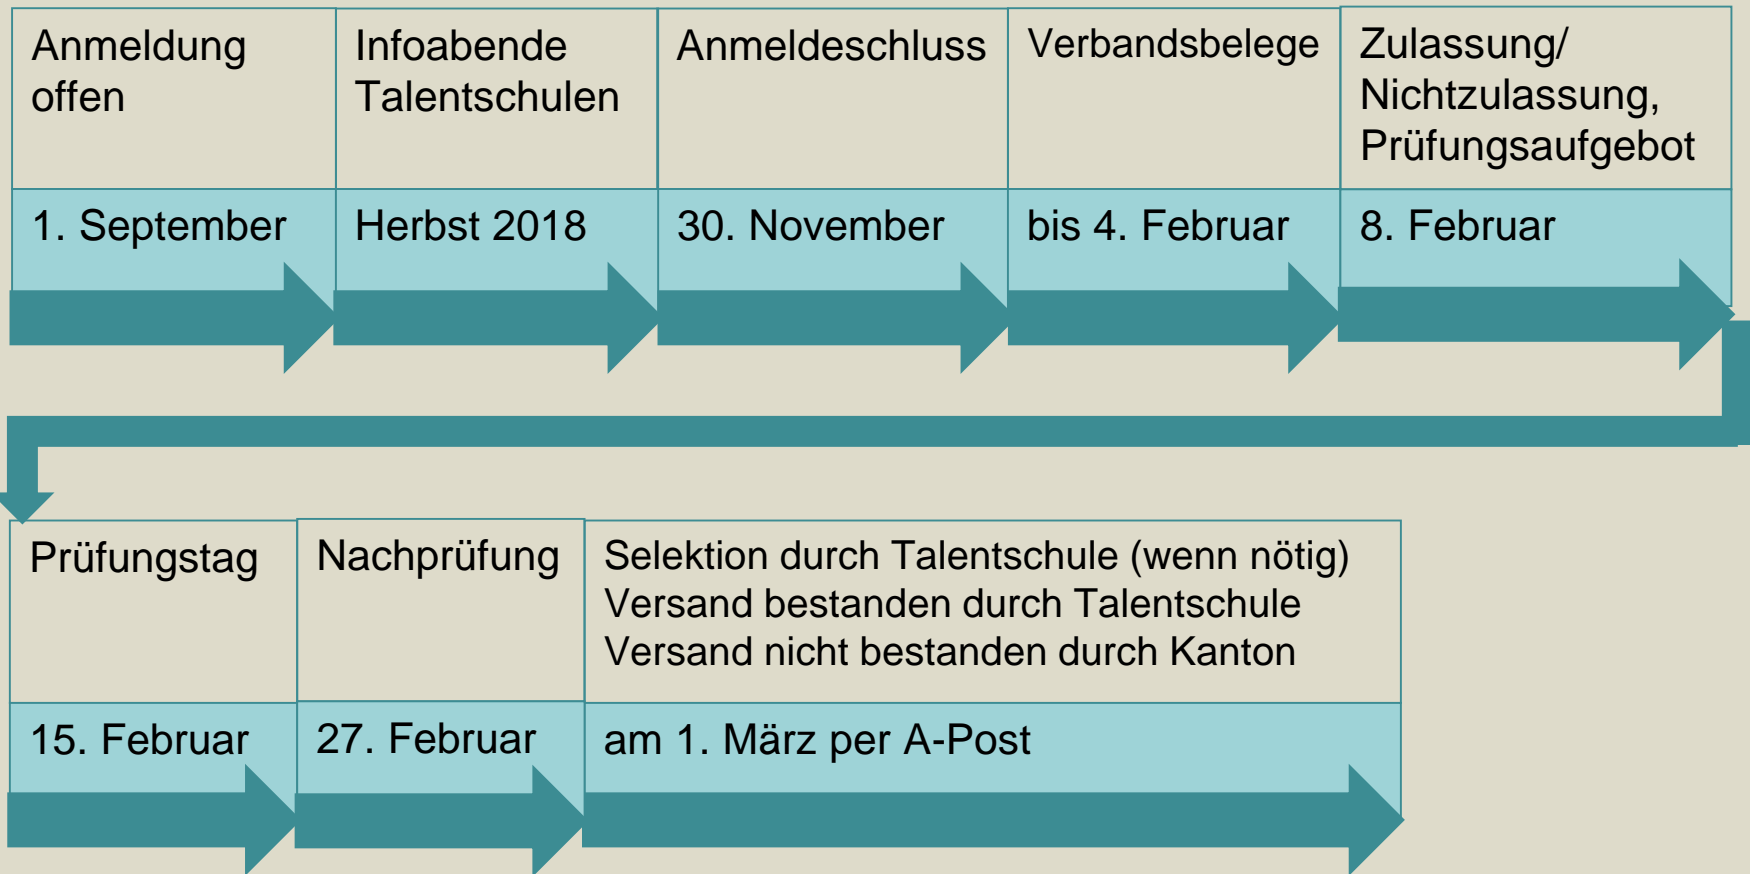 Anmeldung
offen
Infoabende
Talentschulen
Anmeldeschluss
Verbandsbelege
Zulassung/
Nichtzulassung,
Prüfungsaufgebot
1. September
Herbst 2018
30. November
bis 4. Februar
8. Februar
Prüfungstag
Nachprüfung
Selektion durch Talentschule (wenn nötig)
Versand bestanden durch Talentschule
Versand nicht bestanden durch Kanton
15. Februar
27. Februar
am 1. März per A-Post